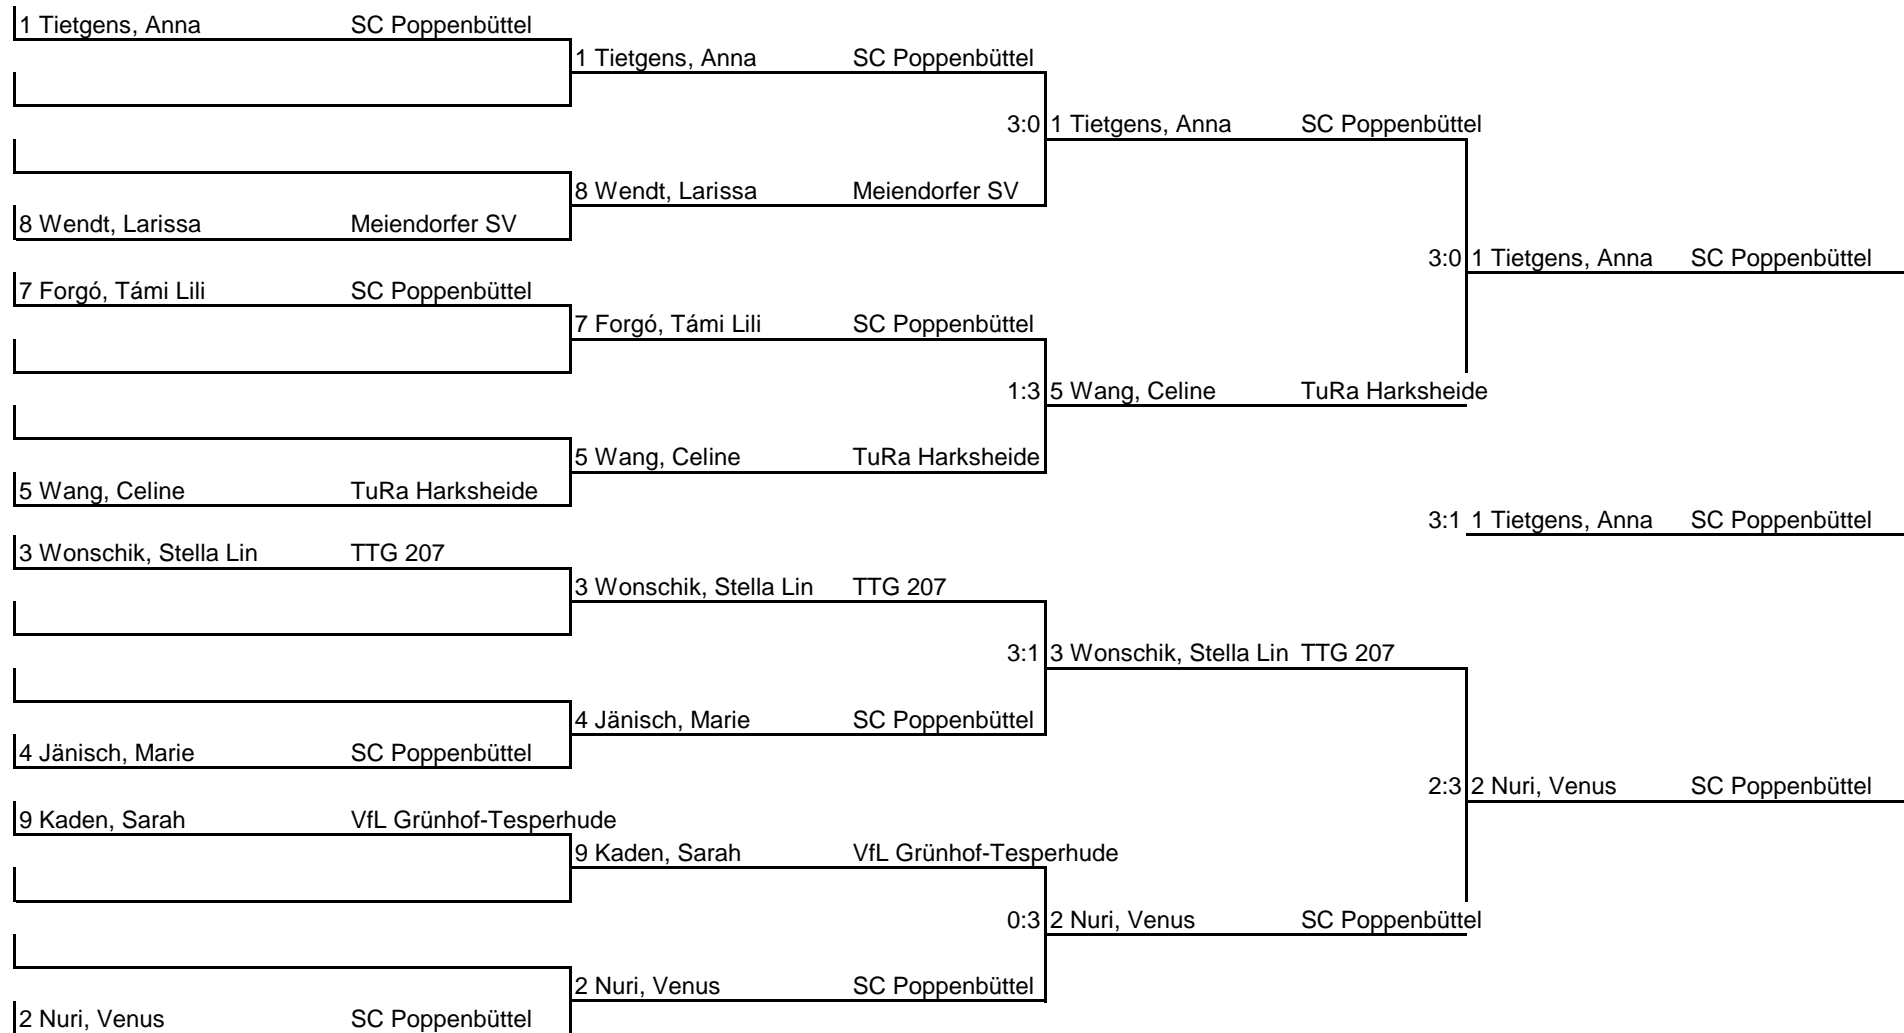 1 Tietgens, Anna SC Poppenbüttel
1 Tietgens, Anna SC Poppenbüttel
3:0 1 Tietgens, Anna SC Poppenbüttel
8 Wendt, Larissa Meiendorfer SV
8 Wendt, Larissa Meiendorfer SV
3:0 1 Tietgens, Anna SC Poppenbüttel
7 Forgó, Támi Lili SC Poppenbüttel
7 Forgó, Támi Lili SC Poppenbüttel
1:3 5 Wang, Celine TuRa Harksheide
5 Wang, Celine TuRa Harksheide
5 Wang, Celine TuRa Harksheide
3:1 1 Tietgens, Anna SC Poppenbüttel
3 Wonschik, Stella Lin TTG 207
3 Wonschik, Stella Lin TTG 207
3:1 3 Wonschik, Stella Lin TTG 207
4 Jänisch, Marie SC Poppenbüttel
4 Jänisch, Marie SC Poppenbüttel
2:3 2 Nuri, Venus SC Poppenbüttel
9 Kaden, Sarah VfL Grünhof-Tesperhude
9 Kaden, Sarah VfL Grünhof-Tesperhude
0:3 2 Nuri, Venus SC Poppenbüttel
2 Nuri, Venus SC Poppenbüttel
2 Nuri, Venus SC Poppenbüttel